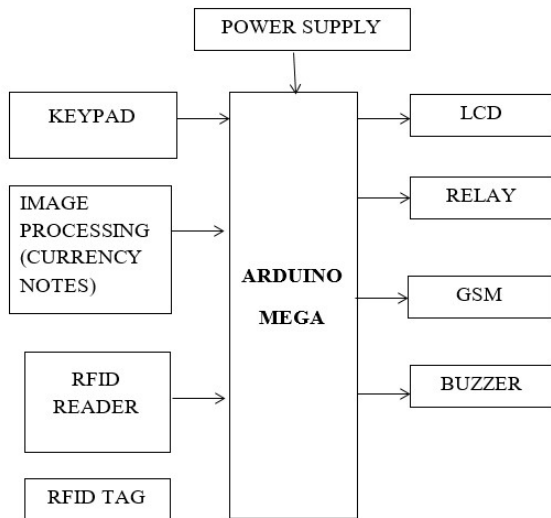 POWER SUPPLY
KEYPAD
IMAGE
PROCESSING
(CURRENCY
NOTES)
RFID
READER
RFID TAG
ARDUINO
MEGA
LCD
RELAY
GSM
BUZZER